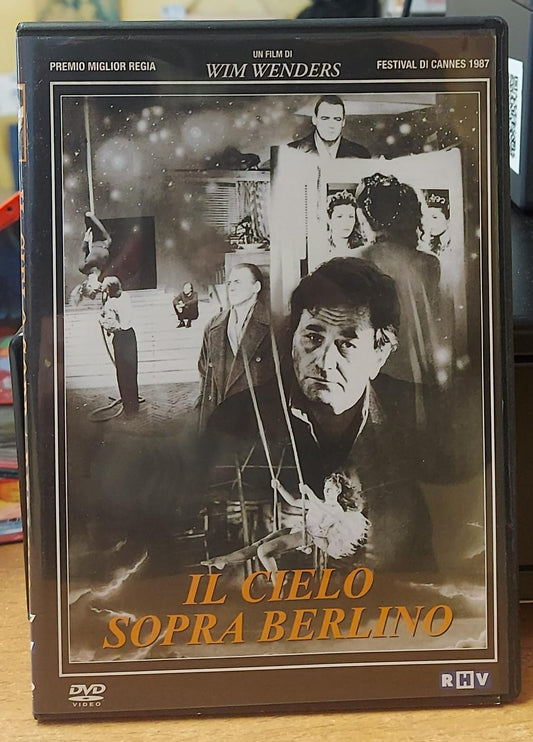 UN FILM DI
PREMIO MIGLIOR REGIA
WIM WENDERS
FESTIVAL DI CANNES 1987
IL CIELO
SOPRA BERLINO
DVD
VIDEO
RHV